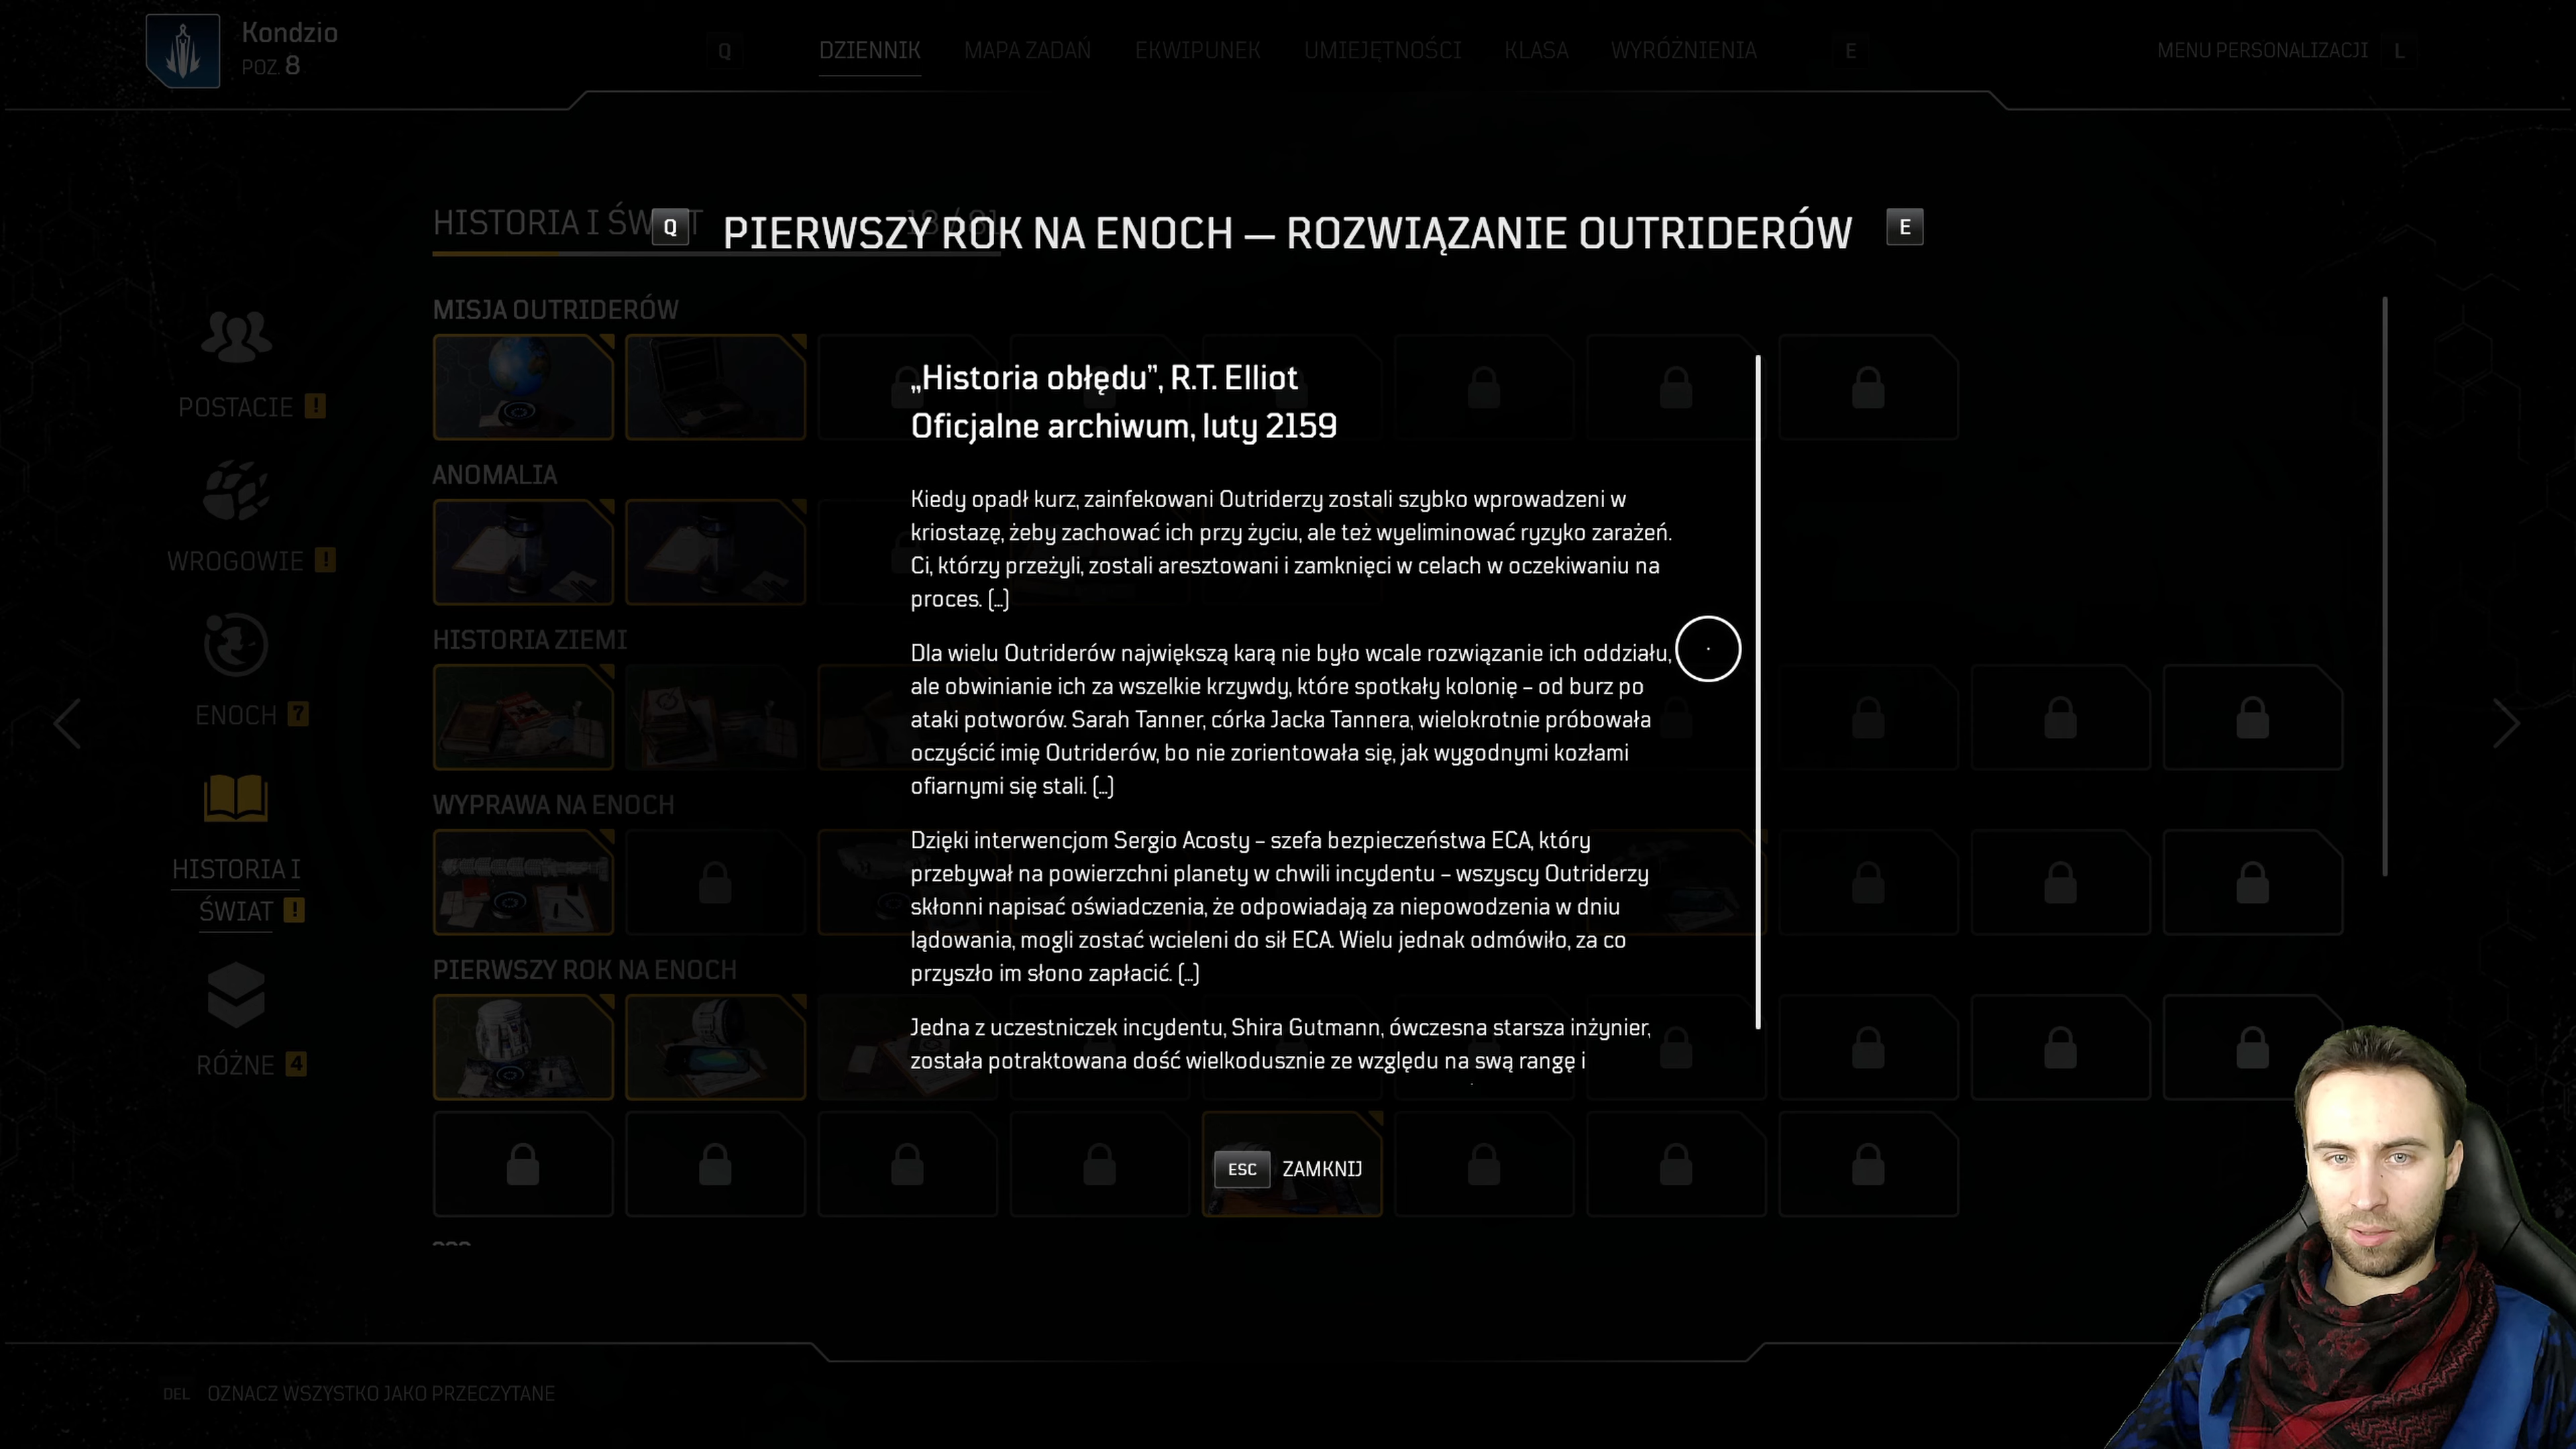 Kondzio
POZ. 8
Q
DZIENNIK
MAPA ZADAŃ
EKWIPUNEK
UMIEJĘTNOŚCI
KLASA
WYRÓŻNIENIA
E
MENU PERSONALIZACJI L
HISTORIA I ŚWIAT
Q PIERWSZY ROK NA ENOCH — ROZWIĄZANIE OUTRIDERÓW E
POSTACIE !
WROGOWIE !
ENOCH 7
HISTORIA I
ŚWIAT !
RÓŻNE 4
MISJA OUTRIDERÓW
ANOMALIA
HISTORIA ZIEMI
WYPRAWA NA ENOCH
PIERWSZY ROK NA ENOCH
„Historia obłędu”, R.T. Elliot
Oficjalne archiwum, luty 2159
Kiedy opadł kurz, zainfekowani Outriderzy zostali szybko wprowadzeni w
kriostazę, żeby zachować ich przy życiu, ale też wyeliminować ryzyko zarażeń.
Ci, którzy przeżyli, zostali aresztowani i zamknięci w celach w oczekiwaniu na
proces. (...)
Dla wielu Outriderów największą karą nie było wcale rozwiązanie ich oddziału,
ale obwinianie ich za wszelkie krzywdy, które spotkały kolonię – od burz po
ataki potworów. Sarah Tanner, córka Jacka Tannera, wielokrotnie próbowała
oczyścić imię Outriderów, bo nie zorientowała się, jak wygodnymi kozłami
ofiarnymi się stali. (...)
Dzięki interwencjom Sergio Acosty – szefa bezpieczeństwa ECA, który
przebywał na powierzchni planety w chwili incydentu – wszyscy Outriderzy
skłonni napisać oświadczenia, że odpowiadają za niepowodzenia w dniu
lądowania, mogli zostać wcieleni do sił ECA. Wielu jednak odmówiło, za co
przyszło im słono zapłacić. (...)
Jedna z uczestniczek incydentu, Shira Gutmann, ówczesna starsza inżynier,
została potraktowana dość wielkodusznie ze względu na swą rangę i
ESC ZAMKNIJ
DEL OZNACZ WSZYSTKO JAKO PRZECZYTANE